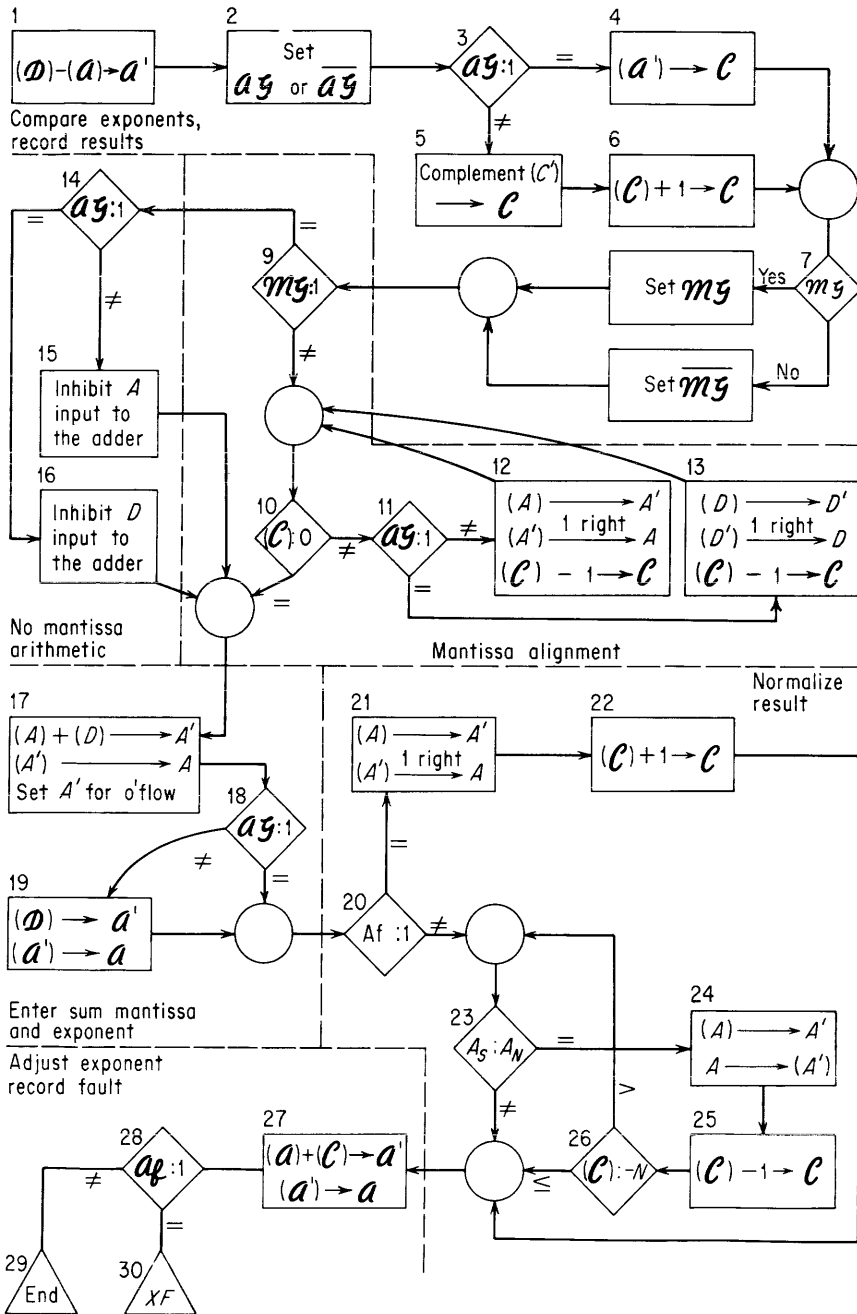 1
(𝒟)−(𝒜)→𝒜'
Compare exponents,
record results
2
Set
𝒜𝒢 or 𝒜𝒢̅
3
𝒜𝒢:1
=
≠
4
(𝒜') → 𝒞
5
Complement (C')
→ 𝒞
6
(𝒞)+1→𝒞
7
ℳ𝒢
Yes
No
Set ℳ𝒢
Set ℳ𝒢̅
9
ℳ𝒢:1
=
≠
14
𝒜𝒢:1
=
≠
15
Inhibit A
input to
the adder
16
Inhibit D
input to
the adder
No mantissa
arithmetic
10
(𝒞):0
≠
=
11
𝒜𝒢:1
≠
=
12
(A) → A'
(A') 1 right → A
(𝒞) − 1→𝒞
13
(D) → D'
(D') 1 right → D
(𝒞) − 1→𝒞
Mantissa alignment
17
(A) + (D) → A'
(A') → A
Set A' for o'flow
18
𝒜𝒢:1
≠
=
19
(𝒟) → 𝒜'
(𝒜') → 𝒜
Enter sum mantissa
and exponent
Normalize
result
20
Af :1
=
≠
21
(A) → A'
(A') 1 right → A
22
(𝒞)+1→𝒞
23
A_S : A_N
=
≠
24
(A) → A'
A → (A')
25
(𝒞) −1→ 𝒞
26
(𝒞):-N
>
≤
Adjust exponent
record fault
27
(𝒜)+(𝒞)→𝒜'
(𝒜')→𝒜
28
𝒜f :1
≠
=
29
End
30
XF